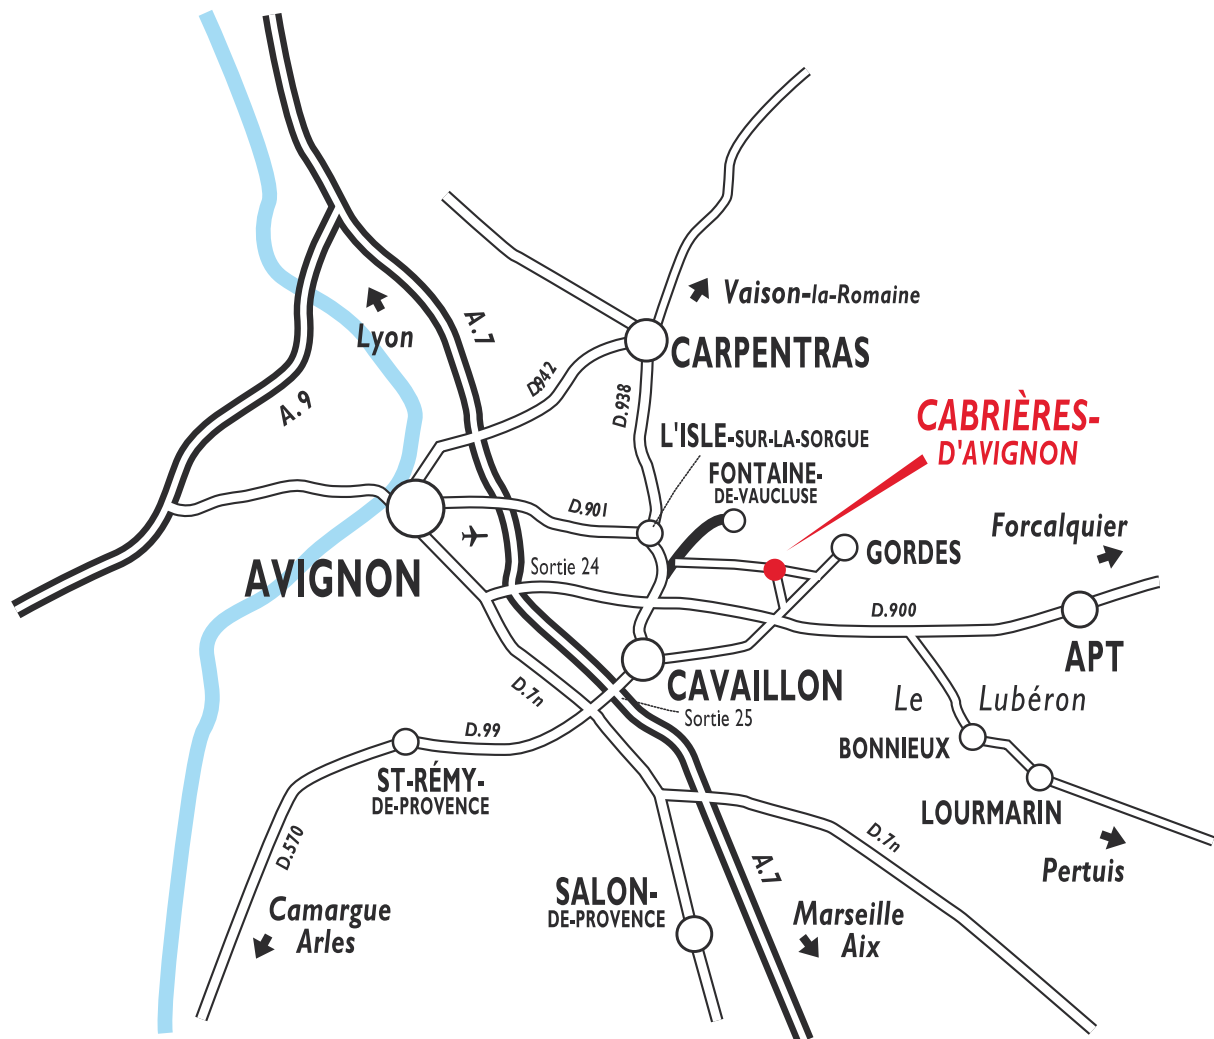 Vaison-la-Romaine
Lyon
A.7
CARPENTRAS
D.942
D.938
A.9
CABRIÈRES-
D'AVIGNON
L'ISLE-SUR-LA-SORGUE
FONTAINE-
DE-VAUCLUSE
D.901
Forcalquier
GORDES
AVIGNON
Sortie 24
D.900
APT
CAVAILLON
D.7n
Le Lubéron
Sortie 25
D.99
BONNIEUX
ST-RÉMY-
DE-PROVENCE
LOURMARIN
D.570
D.7n
A.7
Pertuis
SALON-
DE-PROVENCE
Camargue
Arles
Marseille
Aix